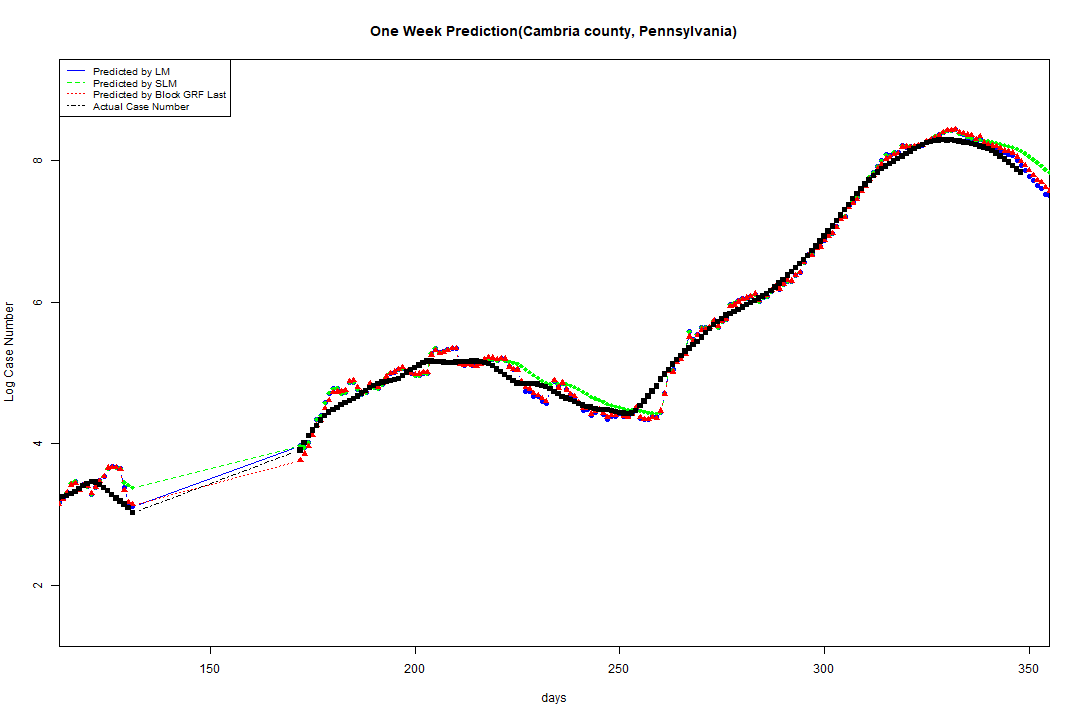 One Week Prediction(Cambria county, Pennsylvania)
Predicted by LM
Predicted by SLM
Predicted by Block GRF Last
Actual Case Number
8
6
4
2
Log Case Number
150 200 250 300 350
days